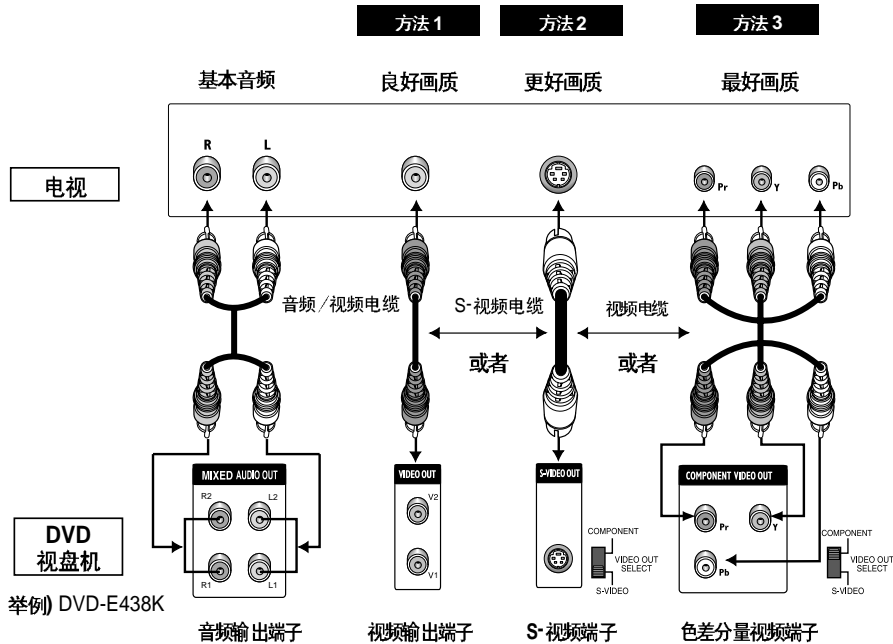 方法 1 方法 2 方法 3
基本音频 良好画质 更好画质 最好画质
R L
电视
Pr Y Pb
音频/视频电缆 S-视频电缆 视频电缆
或者 或者
MIXED AUDIO OUT VIDEO OUT S-VIDEO OUT COMPONENT VIDEO OUT
R2 L2 V2
Pr Y
DVD
视盘机
COMPONENT COMPONENT
VIDEO OUT
SELECT
VIDEO OUT
SELECT
Pb
R1 L1 V1
S-VIDEO S-VIDEO
举例) DVD-E438K
音频输出端子 视频输出端子 S-视频端子 色差分量视频端子